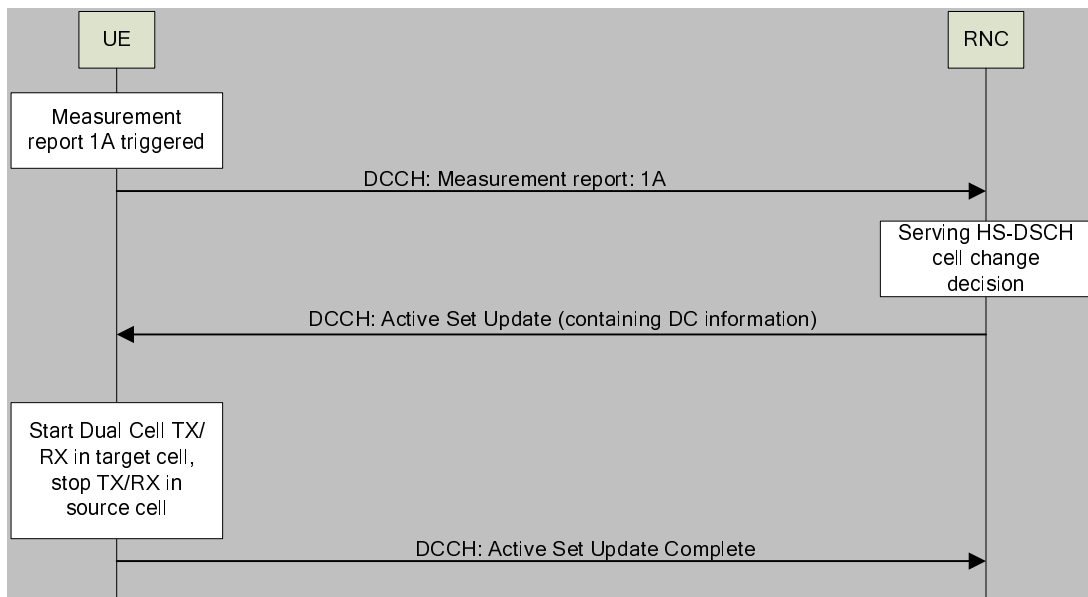 UE
RNC
Measurement
report 1A triggered
DCCH: Measurement report: 1A
Serving HS-DSCH
cell change
decision
DCCH: Active Set Update (containing DC information)
Start Dual Cell TX/
RX in target cell,
stop TX/RX in
source cell
DCCH: Active Set Update Complete